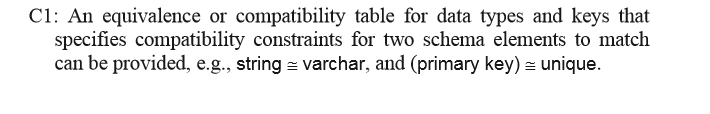 C1: An equivalence or compatibility table for data types and keys that
specifies compatibility constraints for two schema elements to match
can be provided, e.g., string ≅ varchar, and (primary key) ≅ unique.